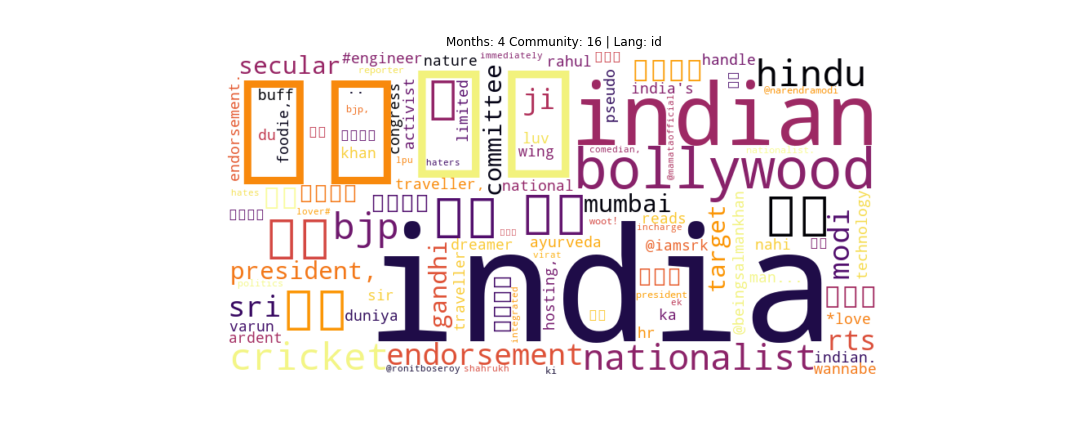 Months: 4 Community: 16 | Lang: id
secular #engineer nature immediately rahul handle hindu
reporter
endorsement. buff bjp, congress activist limited committee ji pseudo india's @narendramodi
indian
du foodie, khan lpu haters luv wing comedian, @mamataofficial nationalist
bollywood
traveller, national
hates lover# mumbai reads woot! incharge
bjp dreamer ayurveda @iamsrk target nahi modi technology
virat
president, gandhi traveller india man...
politics sir integrated hosting, president @beingsalmankhan
sri duniya ek ka *love
varun hr rts
ardent
cricket endorsement nationalist indian.
@ronitboseroy shahrukh ki wannabe